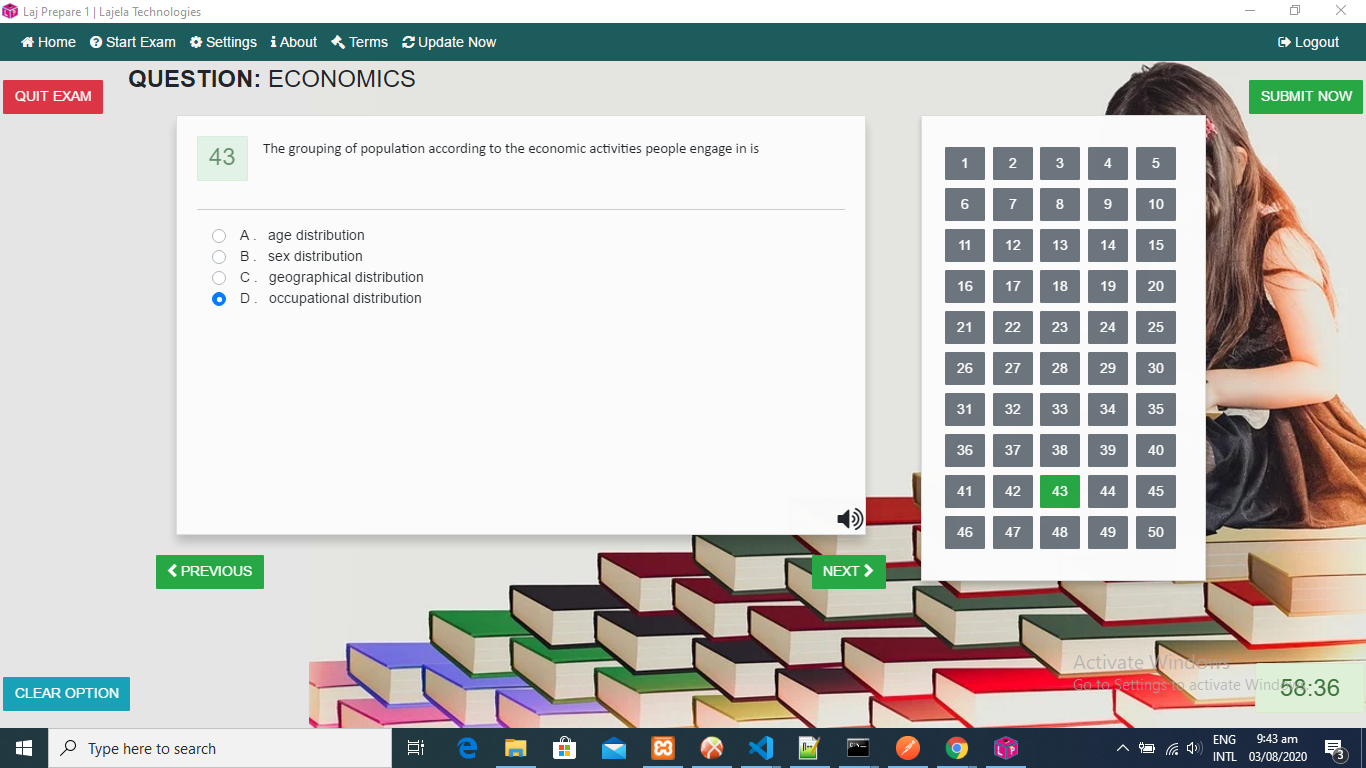 Laj Prepare 1 | Lajela Technologies
Home Start Exam Settings About Terms Update Now Logout
QUESTION: ECONOMICS
QUIT EXAM
SUBMIT NOW
43 The grouping of population according to the economic activities people engage in is
A . age distribution
B . sex distribution
C . geographical distribution
D . occupational distribution
1 2 3 4 5
6 7 8 9 10
11 12 13 14 15
16 17 18 19 20
21 22 23 24 25
26 27 28 29 30
31 32 33 34 35
36 37 38 39 40
41 42 43 44 45
46 47 48 49 50
PREVIOUS
NEXT
CLEAR OPTION
Activate Windows
Go to Settings to activate Windows.
58:36
Type here to search
ENG
INTL
9:43 am
03/08/2020
3